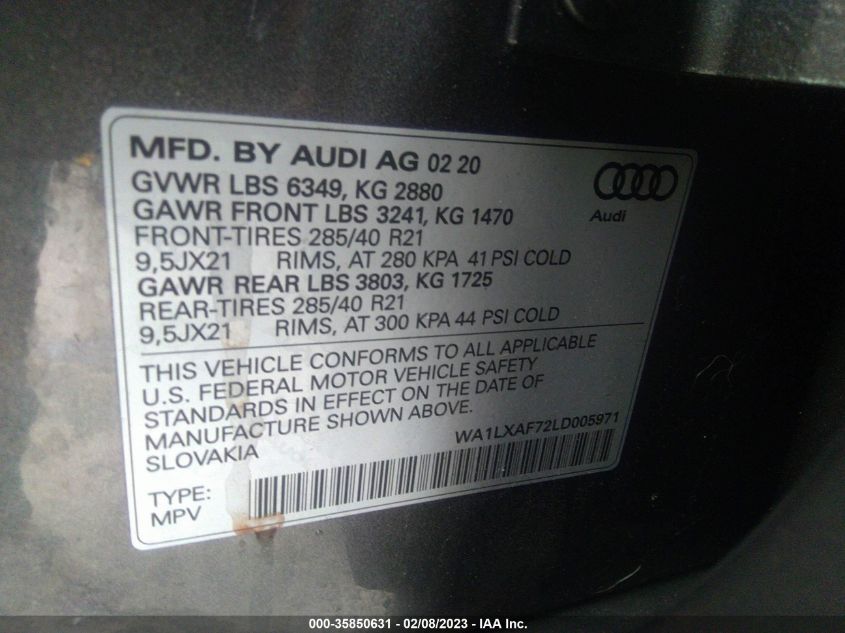 MFD. BY AUDI AG 02 20
GVWR LBS 6349, KG 2880
GAWR FRONT LBS 3241, KG 1470
FRONT-TIRES 285/40 R21
9,5JX21 RIMS, AT 280 KPA 41 PSI COLD
GAWR REAR LBS 3803, KG 1725
REAR-TIRES 285/40 R21
9,5JX21 RIMS, AT 300 KPA 44 PSI COLD
Audi
THIS VEHICLE CONFORMS TO ALL APPLICABLE
U.S. FEDERAL MOTOR VEHICLE SAFETY
STANDARDS IN EFFECT ON THE DATE OF
MANUFACTURE SHOWN ABOVE.
SLOVAKIA
WA1LXAF72LD005971
TYPE:
MPV
000-35850631 - 02/08/2023 - IAA Inc.